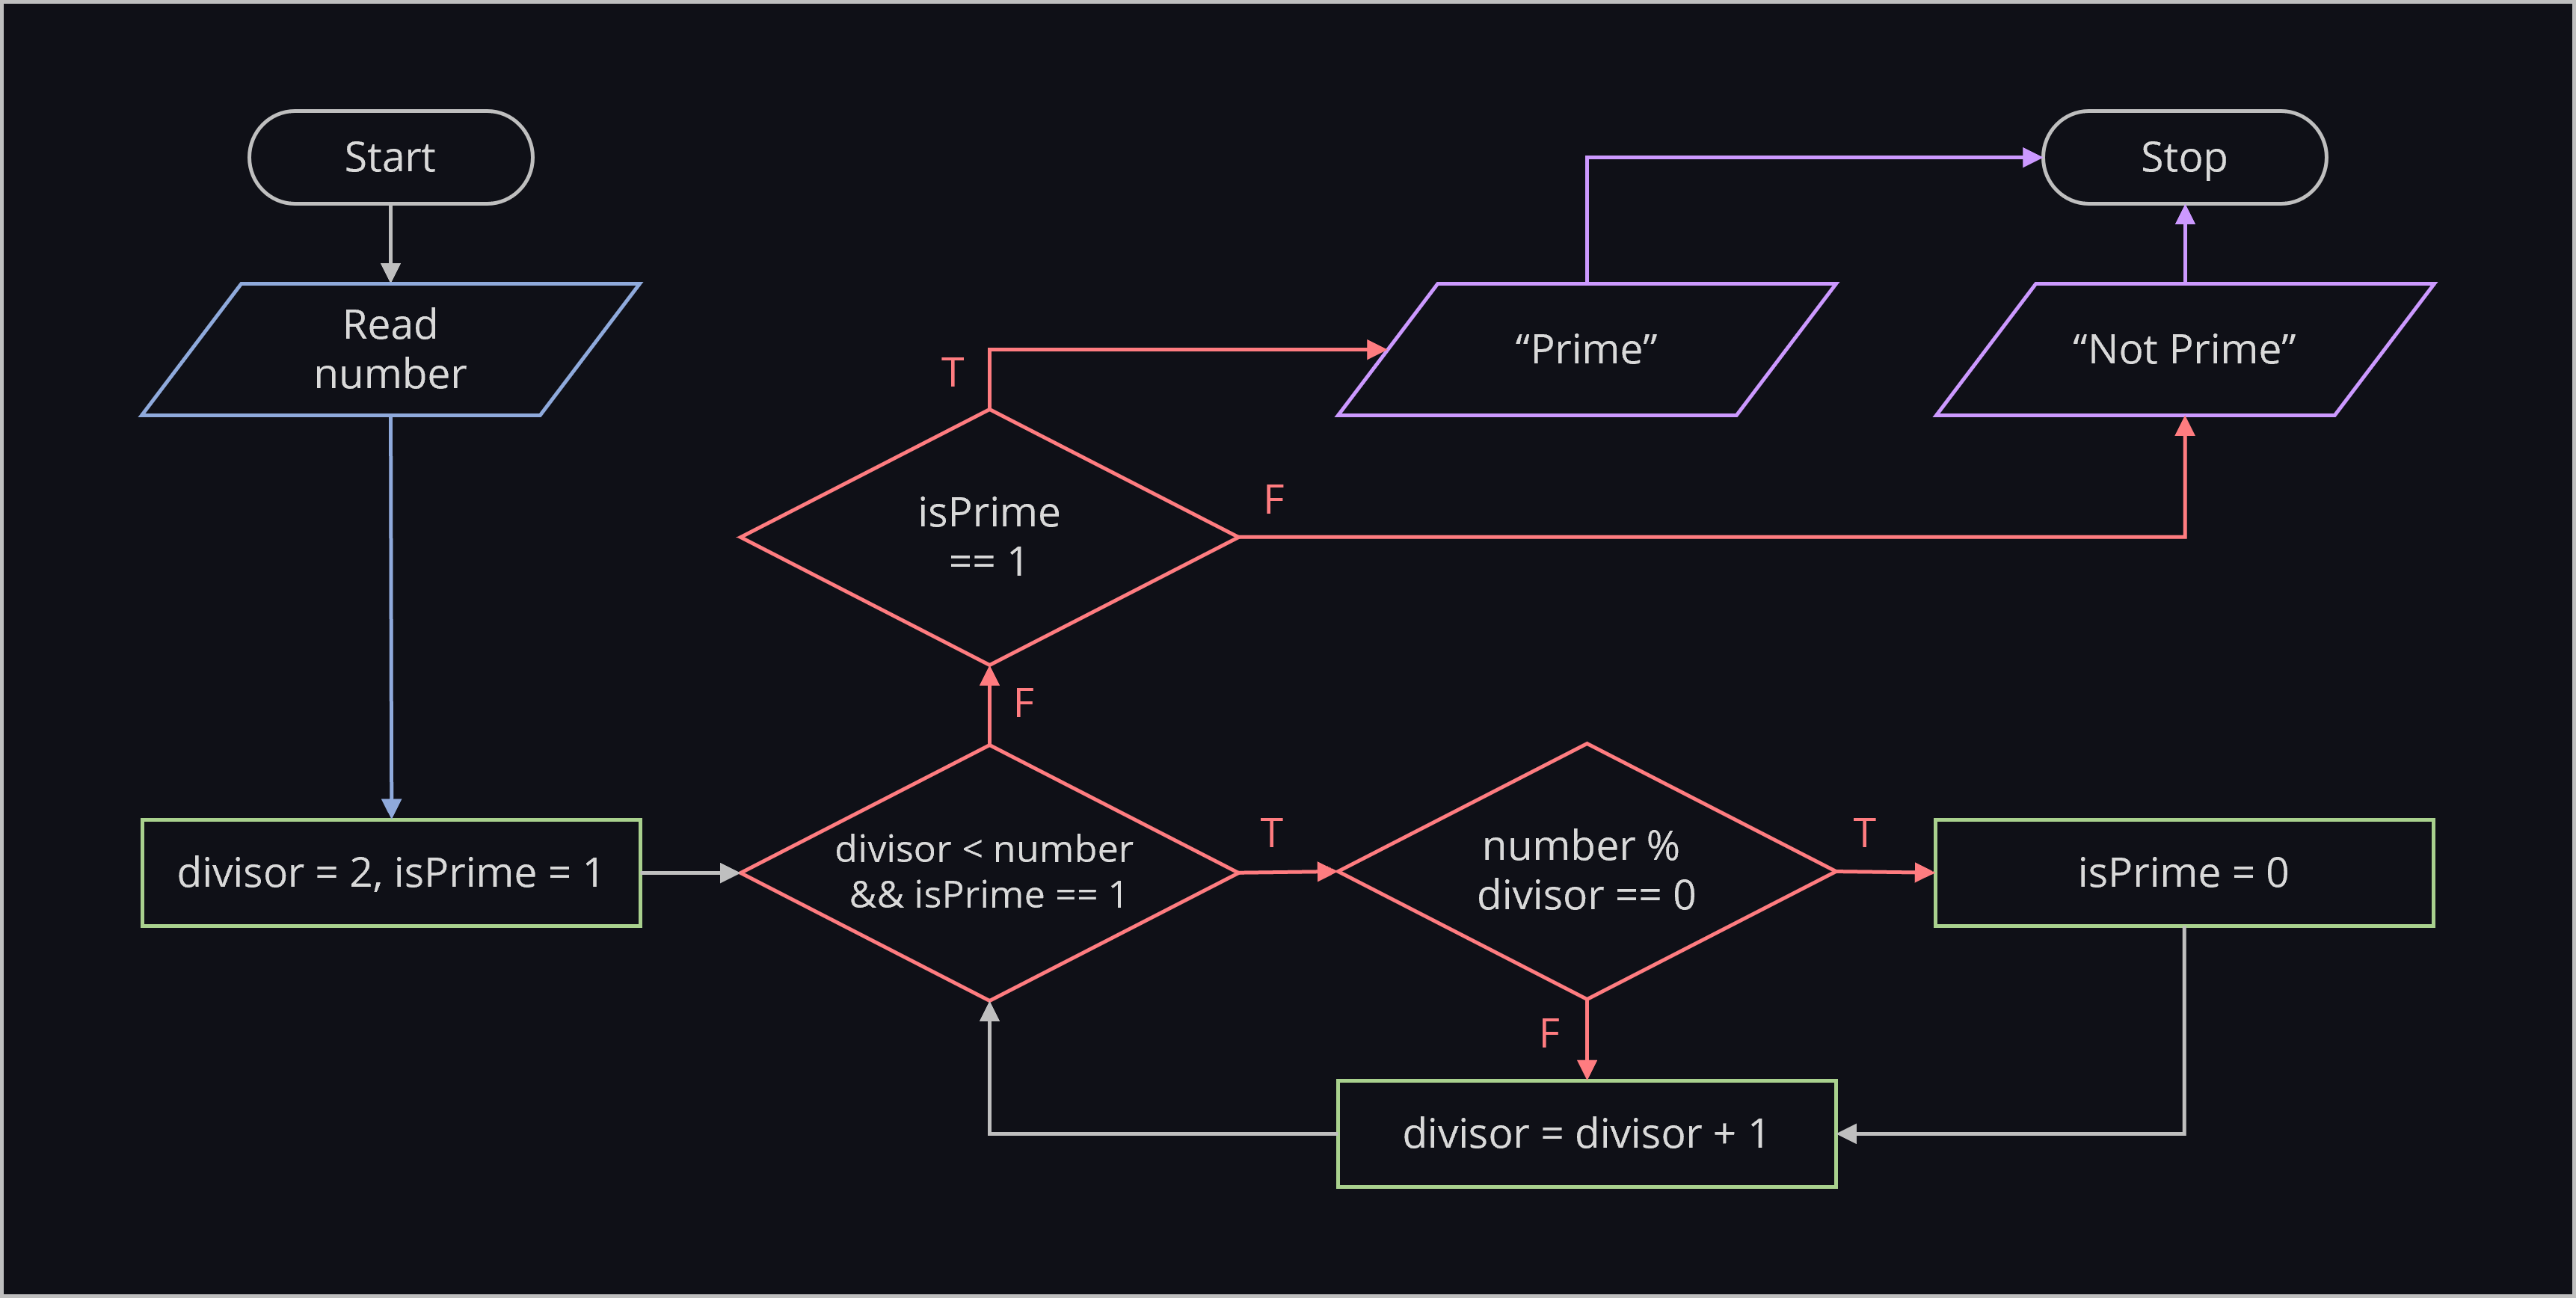 Start
Stop
Read
number
“Prime”
“Not Prime”
T
isPrime
== 1
F
F
divisor = 2, isPrime = 1
divisor < number
&& isPrime == 1
T
number %
divisor == 0
T
isPrime = 0
F
divisor = divisor + 1